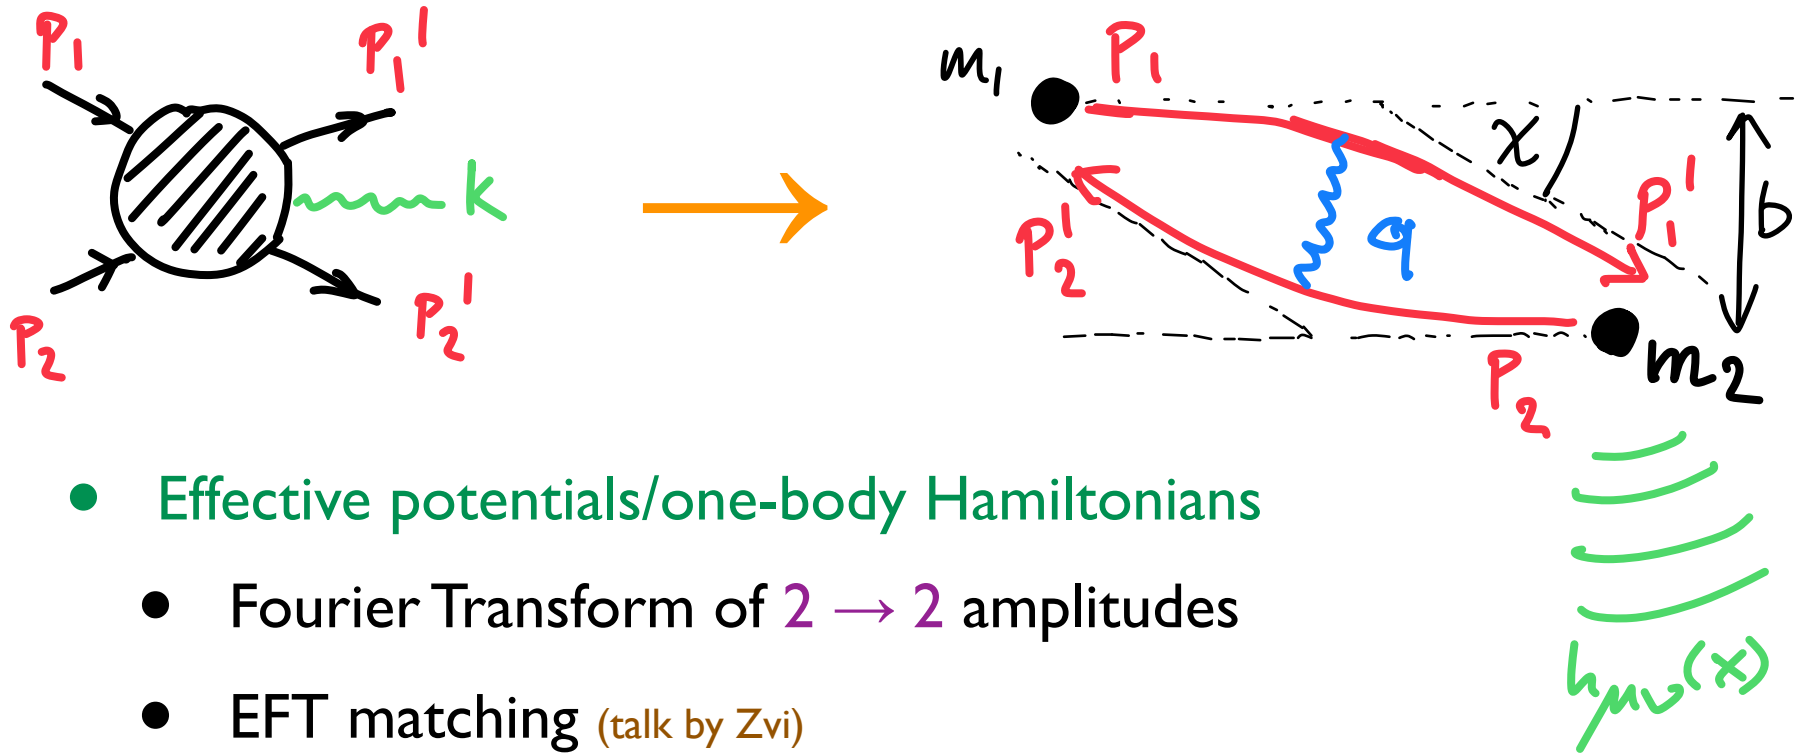 p₁
p₁'
k
p₂
p₂'
m₁
p₁
χ
p₁'
b
p₂'
q
p₂
m₂
• Effective potentials/one-body Hamiltonians
• Fourier Transform of 2 → 2 amplitudes
• EFT matching (talk by Zvi)
hμν(x)